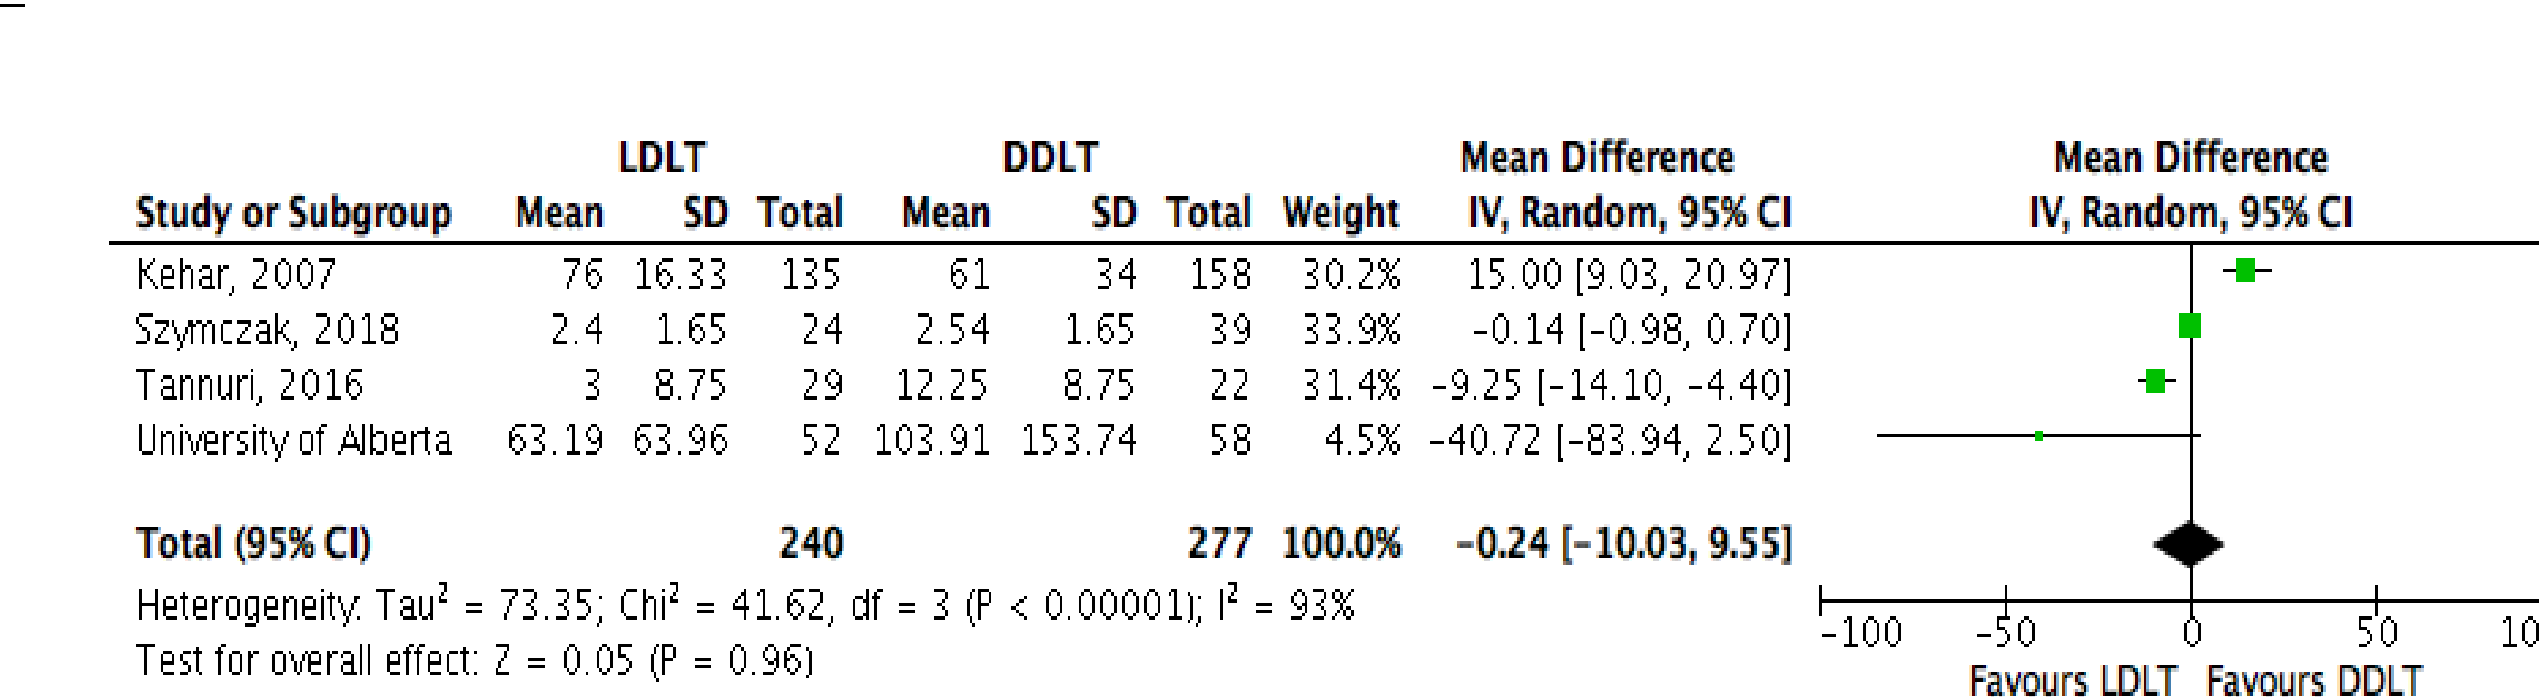 LDLT DDLT Mean Difference Mean Difference
Study or Subgroup Mean SD Total Mean SD Total Weight IV, Random, 95% CI IV, Random, 95% CI
Kehar, 2007 76 16.33 135 61 34 158 30.2% 15.00 [9.03, 20.97]
Szymczak, 2018 2.4 1.65 24 2.54 1.65 39 33.9% −0.14 [−0.98, 0.70]
Tannuri, 2016 3 8.75 29 12.25 8.75 22 31.4% −9.25 [−14.10, −4.40]
University of Alberta 63.19 63.96 52 103.91 153.74 58 4.5% −40.72 [−83.94, 2.50]
Total (95% CI) 240 277 100.0% −0.24 [−10.03, 9.55]
Heterogeneity: Tau² = 73.35; Chi² = 41.62, df = 3 (P < 0.00001); I² = 93%
−100 −50 0 50 10
Test for overall effect: Z = 0.05 (P = 0.96)
Favours LDLT Favours DDLT